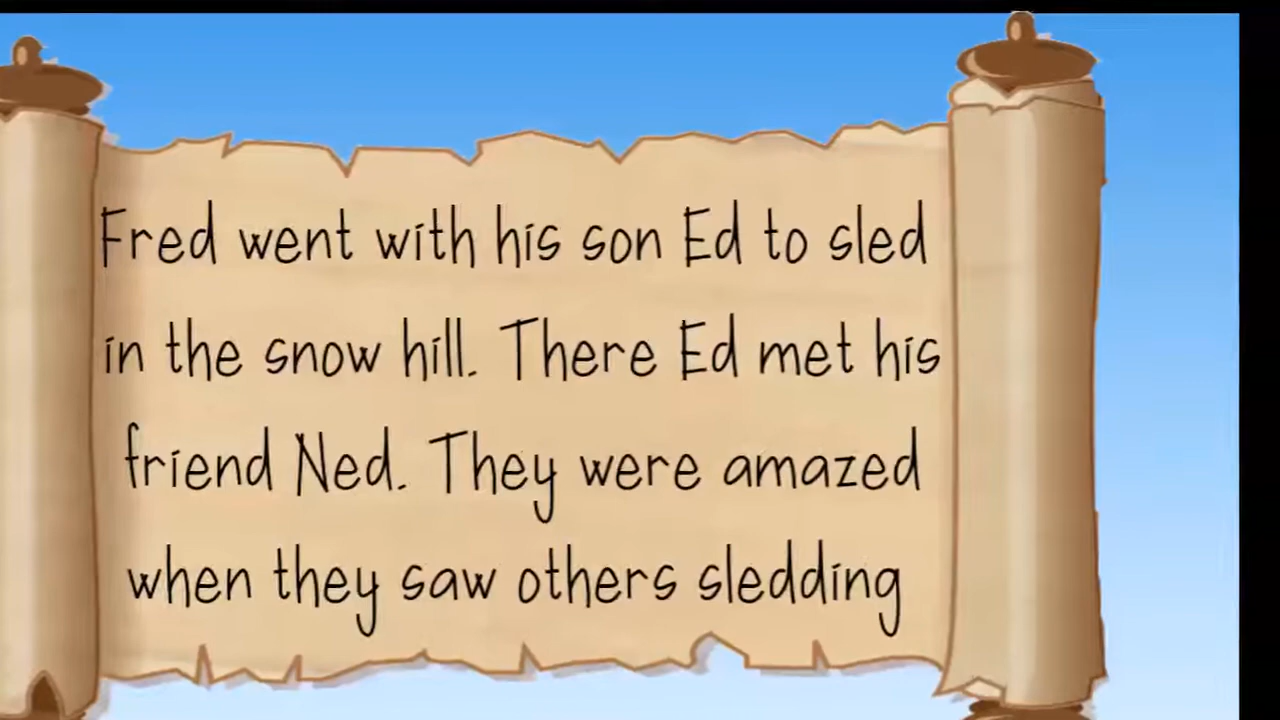 Fred went with his son Ed to sled
in the snow hill. There Ed met his
friend Ned. They were amazed
when they saw others sledding